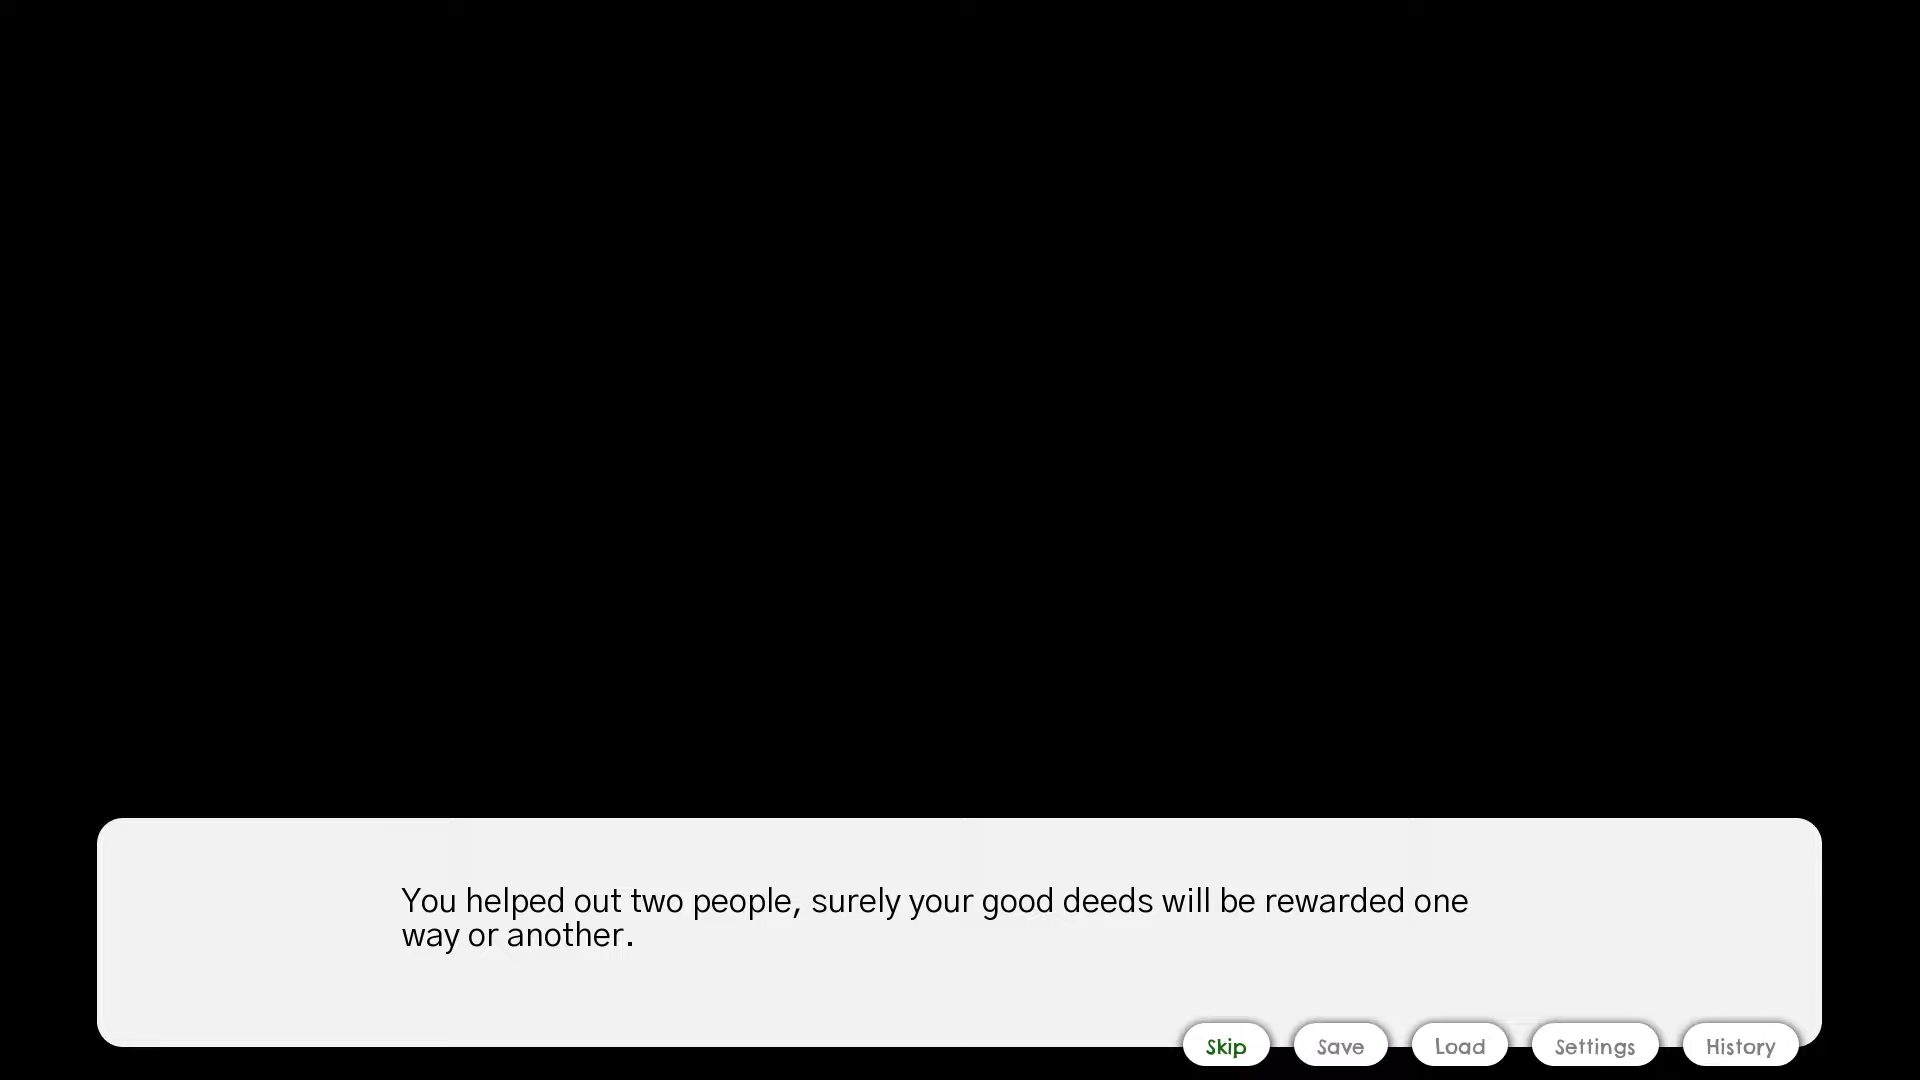 You helped out two people, surely your good deeds will be rewarded one
way or another.
Skip Save Load Settings History